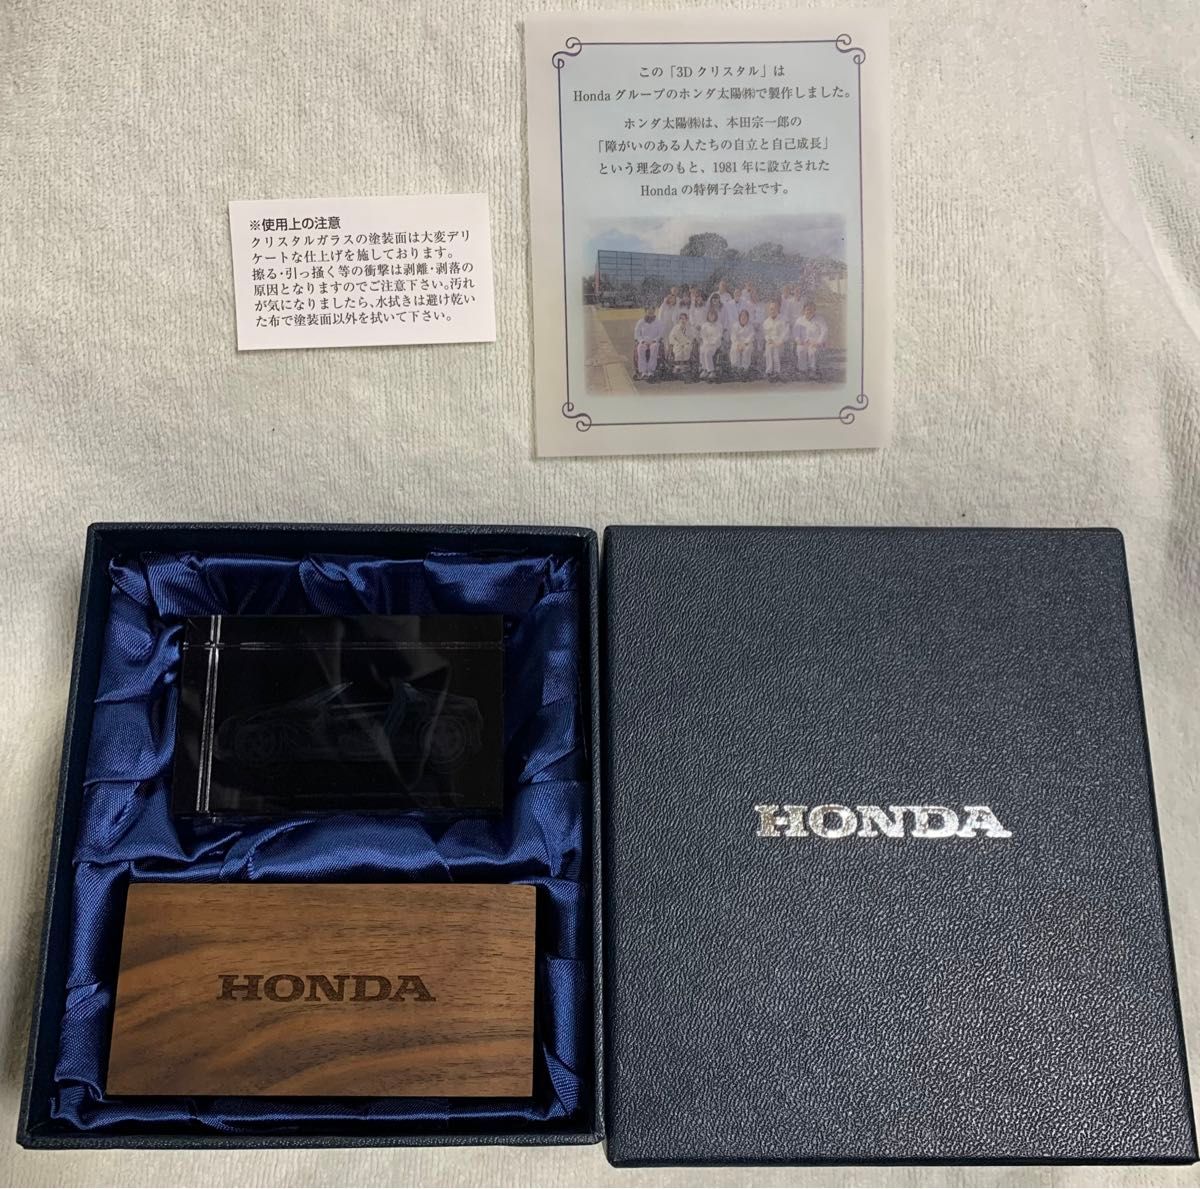 この「3Dクリスタル」は
Hondaグループのホンダ太陽㈱で製作しました。
ホンダ太陽㈱は、本田宗一郎の
「障がいのある人たちの自立と自己成長」
という理念のもと、1981年に設立された
Hondaの特例子会社です。
※使用上の注意
クリスタルガラスの塗装面は大変デリ
ケートな仕上げを施しております。
擦る・引っ掻く等の衝撃は剥離・剥落の
原因となりますのでご注意下さい。汚れ
が気になりましたら、水拭きは避け乾い
た布で塗装面以外を拭いて下さい。
HONDA
HONDA